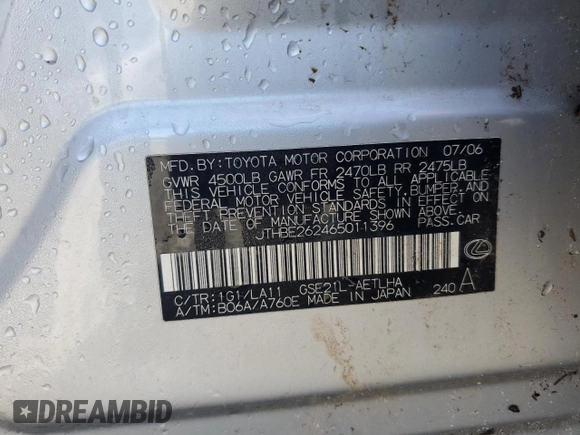 MFD. BY: TOYOTA MOTOR CORPORATION 07/06
GVWR 4500LB GAWR FR 2470LB RR 2475LB
THIS VEHICLE CONFORMS TO ALL APPLICABLE
FEDERAL MOTOR VEHICLE SAFETY, BUMPER, AND
THEFT PREVENTION STANDARDS IN EFFECT ON
THE DATE OF MANUFACTURE SHOWN ABOVE.
JTHBE262465011396 PASS. CAR
C/TR: 1G1/LA11 GSE21L-AETLHA
A/TM: B06A/A760E MADE IN JAPAN 240 A
DREAMBID